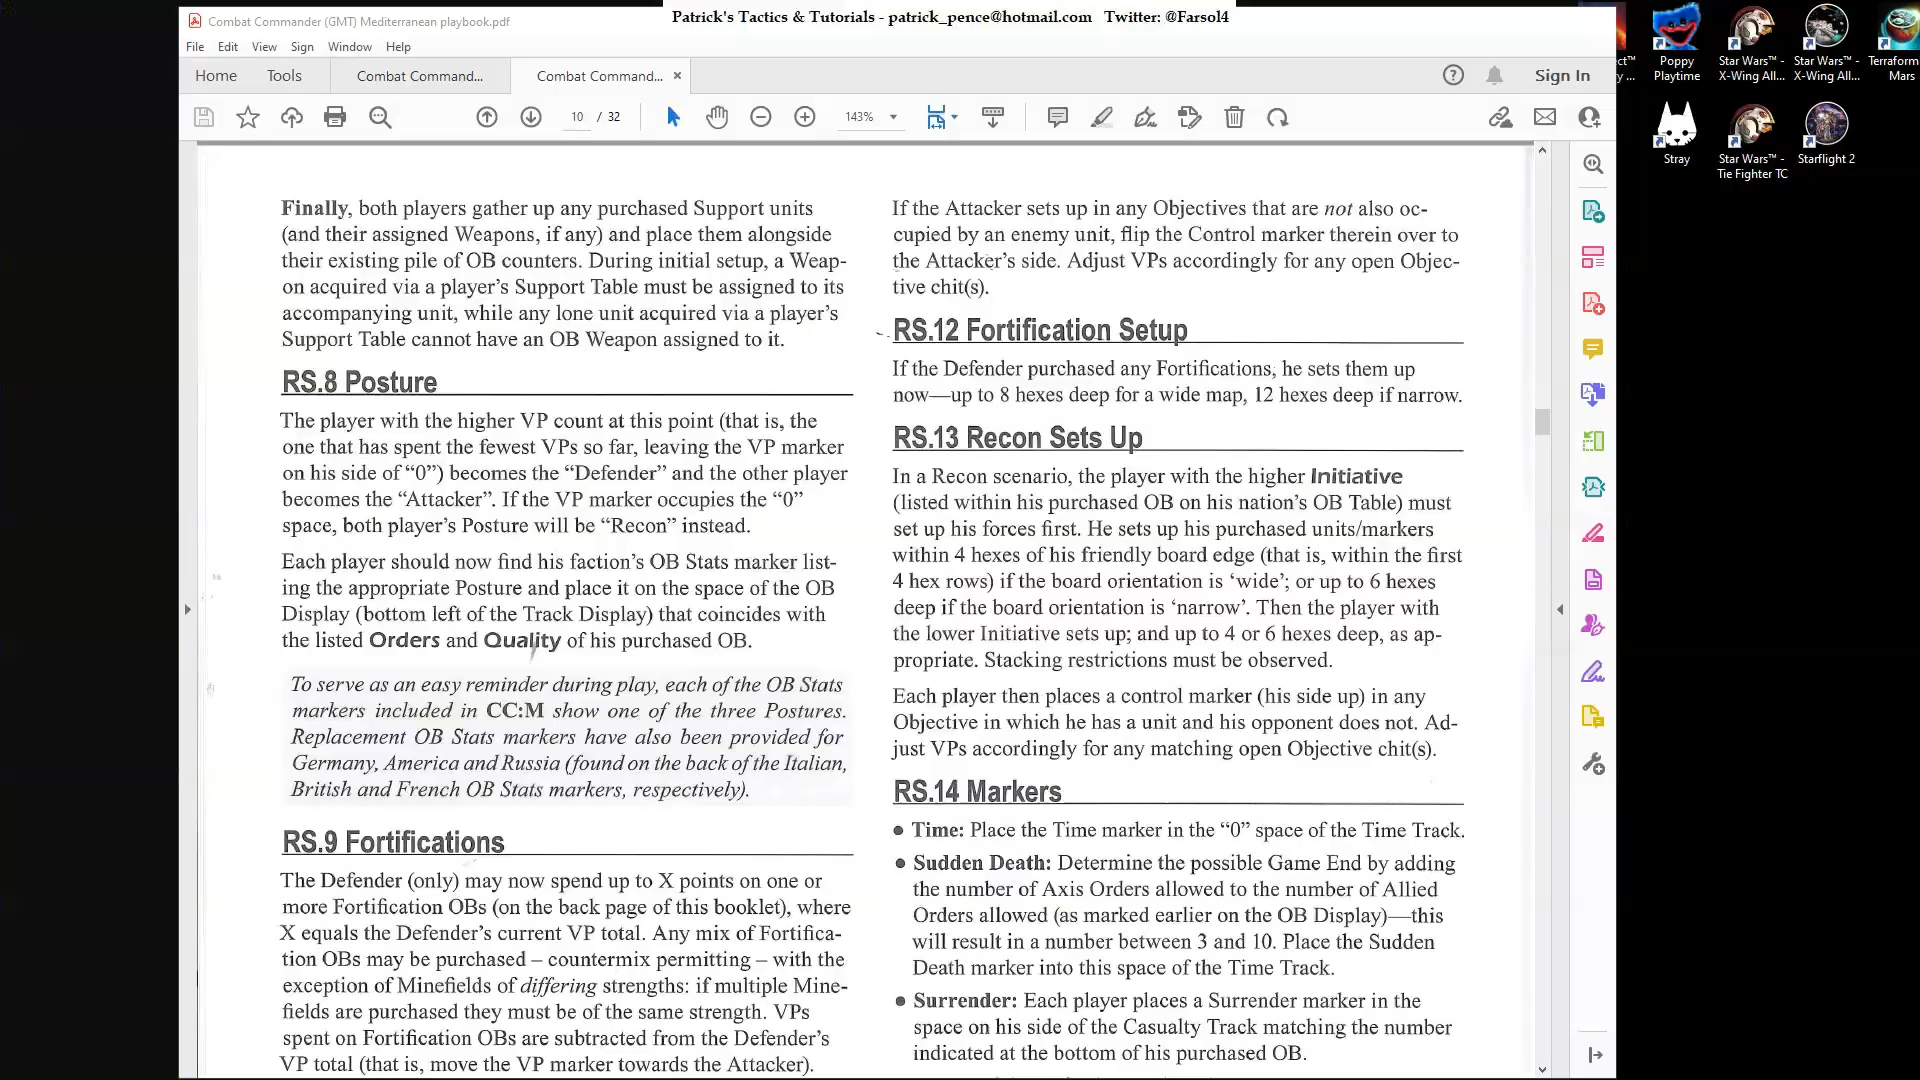 Combat Commander (GMT) Mediterranean playbook.pdf
Patrick's Tactics & Tutorials - patrick_pence@hotmail.com Twitter: @Farsol4
File Edit View Sign Window Help
Home Tools Combat Command... Combat Command... × Sign In
10 / 32 143%
Finally, both players gather up any purchased Support units
(and their assigned Weapons, if any) and place them alongside
their existing pile of OB counters. During initial setup, a Weap-
on acquired via a player's Support Table must be assigned to its
accompanying unit, while any lone unit acquired via a player's
Support Table cannot have an OB Weapon assigned to it.
RS.8 Posture
The player with the higher VP count at this point (that is, the
one that has spent the fewest VPs so far, leaving the VP marker
on his side of “0”) becomes the “Defender” and the other player
becomes the “Attacker”. If the VP marker occupies the “0”
space, both player's Posture will be “Recon” instead.
Each player should now find his faction's OB Stats marker list-
ing the appropriate Posture and place it on the space of the OB
Display (bottom left of the Track Display) that coincides with
the listed Orders and Quality of his purchased OB.
To serve as an easy reminder during play, each of the OB Stats
markers included in CC:M show one of the three Postures.
Replacement OB Stats markers have also been provided for
Germany, America and Russia (found on the back of the Italian,
British and French OB Stats markers, respectively).
RS.9 Fortifications
The Defender (only) may now spend up to X points on one or
more Fortification OBs (on the back page of this booklet), where
X equals the Defender's current VP total. Any mix of Fortifica-
tion OBs may be purchased – countermix permitting – with the
exception of Minefields of differing strengths: if multiple Mine-
fields are purchased they must be of the same strength. VPs
spent on Fortification OBs are subtracted from the Defender's
VP total (that is, move the VP marker towards the Attacker).
If the Attacker sets up in any Objectives that are not also oc-
cupied by an enemy unit, flip the Control marker therein over to
the Attacker's side. Adjust VPs accordingly for any open Objec-
tive chit(s).
RS.12 Fortification Setup
If the Defender purchased any Fortifications, he sets them up
now—up to 8 hexes deep for a wide map, 12 hexes deep if narrow.
RS.13 Recon Sets Up
In a Recon scenario, the player with the higher Initiative
(listed within his purchased OB on his nation's OB Table) must
set up his forces first. He sets up his purchased units/markers
within 4 hexes of his friendly board edge (that is, within the first
4 hex rows) if the board orientation is ‘wide’; or up to 6 hexes
deep if the board orientation is ‘narrow’. Then the player with
the lower Initiative sets up; and up to 4 or 6 hexes deep, as ap-
propriate. Stacking restrictions must be observed.
Each player then places a control marker (his side up) in any
Objective in which he has a unit and his opponent does not. Ad-
just VPs accordingly for any matching open Objective chit(s).
RS.14 Markers
● Time: Place the Time marker in the “0” space of the Time Track.
● Sudden Death: Determine the possible Game End by adding
the number of Axis Orders allowed to the number of Allied
Orders allowed (as marked earlier on the OB Display)—this
will result in a number between 3 and 10. Place the Sudden
Death marker into this space of the Time Track.
● Surrender: Each player places a Surrender marker in the
space on his side of the Casualty Track matching the number
indicated at the bottom of his purchased OB.
Poppy
Playtime
Star Wars™ -
X-Wing All...
Star Wars™ -
X-Wing All...
Terraform
Mars
Stray
Star Wars™ -
Tie Fighter TC
Starflight 2